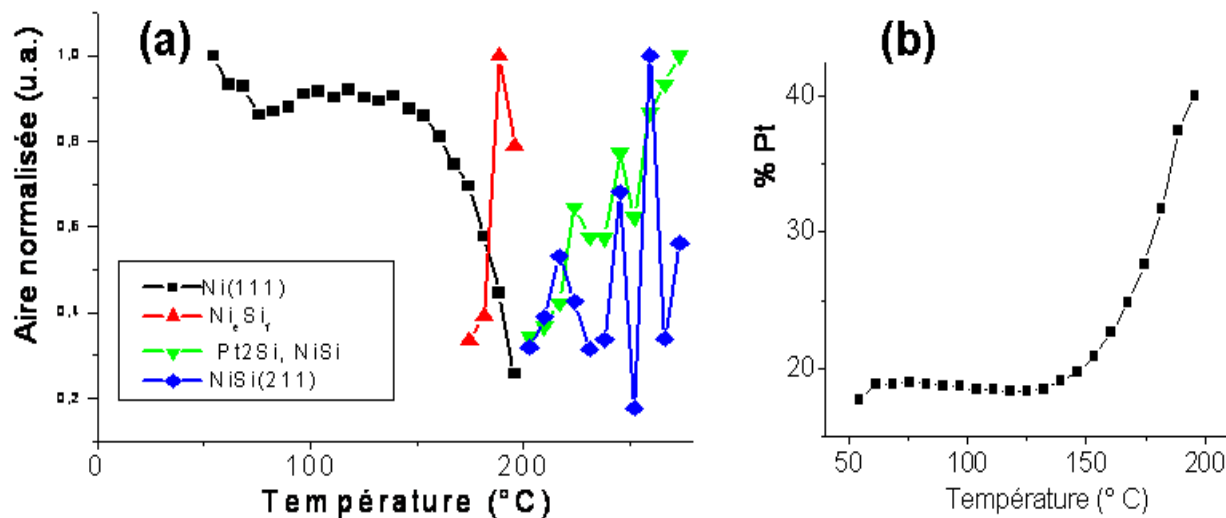 (a)
Aire normalisée (u.a.)
1,0
0,8
0,6
0,4
0,2
Ni(111)
Pt2Si, NiSi
NiSi(211)
0
100
200
Température (°C)
(b)
% Pt
40
30
20
50
100
150
200
Température (° C)